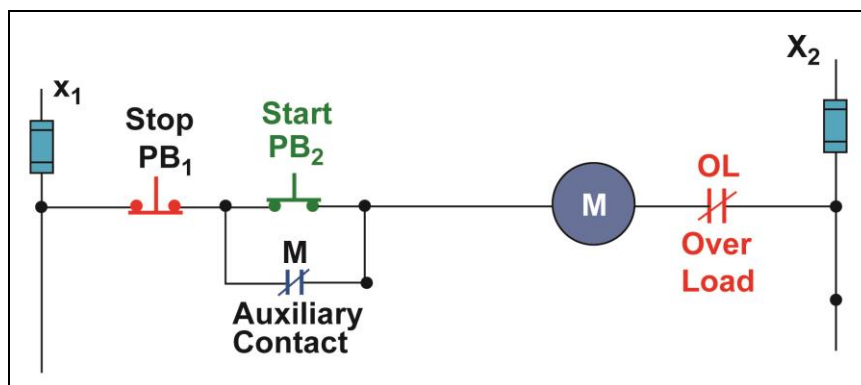 x₁
X₂
Stop
PB₁
Start
PB₂
M
Auxiliary
Contact
M
OL
Over
Load